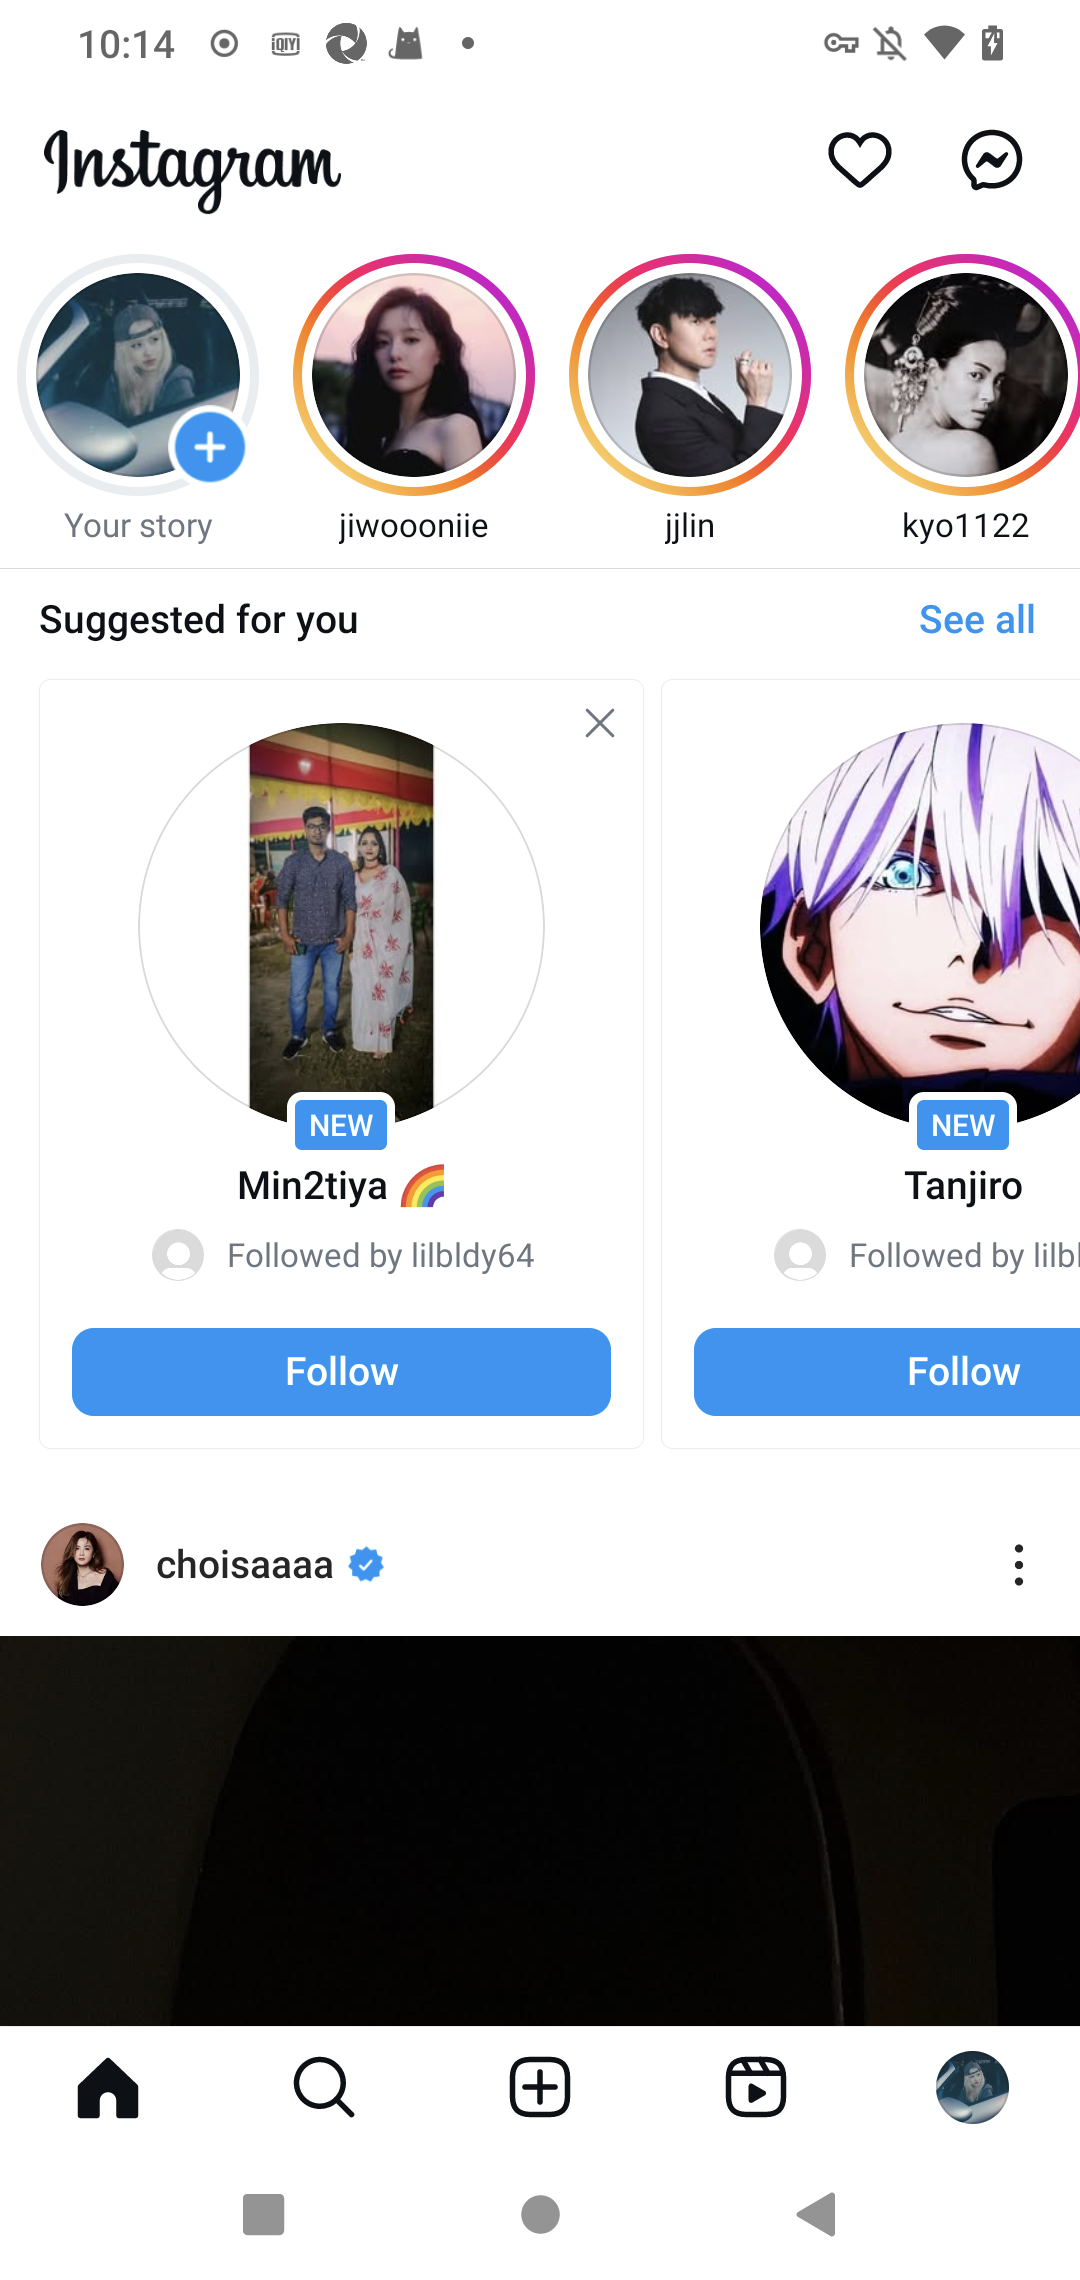 10:14
iQIYI
Instagram
Your story
jiwoooniie
jjlin
kyo1122
Suggested for you
See all
NEW
Min2tiya 🌈
Followed by lilbldy64
Follow
NEW
Tanjiro
Followed by lilbl
Follow
choisaaaa